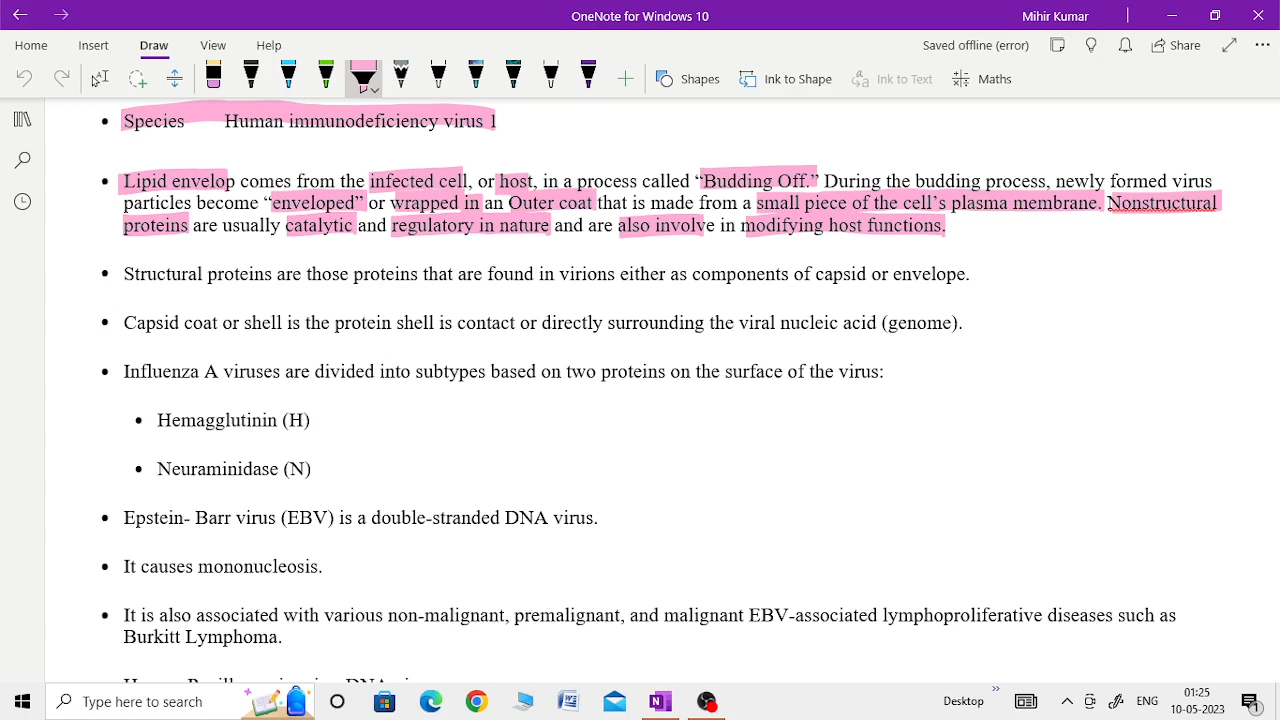 OneNote for Windows 10
Mihir Kumar
Home Insert Draw View Help
Saved offline (error)
Share
Shapes
Ink to Shape
Ink to Text
Maths
• Species Human immunodeficiency virus 1
• Lipid envelop comes from the infected cell, or host, in a process called “Budding Off.” During the budding process, newly formed virus
particles become “enveloped” or wrapped in an Outer coat that is made from a small piece of the cell’s plasma membrane. Nonstructural
proteins are usually catalytic and regulatory in nature and are also involve in modifying host functions.
• Structural proteins are those proteins that are found in virions either as components of capsid or envelope.
• Capsid coat or shell is the protein shell is contact or directly surrounding the viral nucleic acid (genome).
• Influenza A viruses are divided into subtypes based on two proteins on the surface of the virus:
• Hemagglutinin (H)
• Neuraminidase (N)
• Epstein- Barr virus (EBV) is a double-stranded DNA virus.
• It causes mononucleosis.
• It is also associated with various non-malignant, premalignant, and malignant EBV-associated lymphoproliferative diseases such as
Burkitt Lymphoma.
Type here to search
Desktop
ENG
01:25
10-05-2023